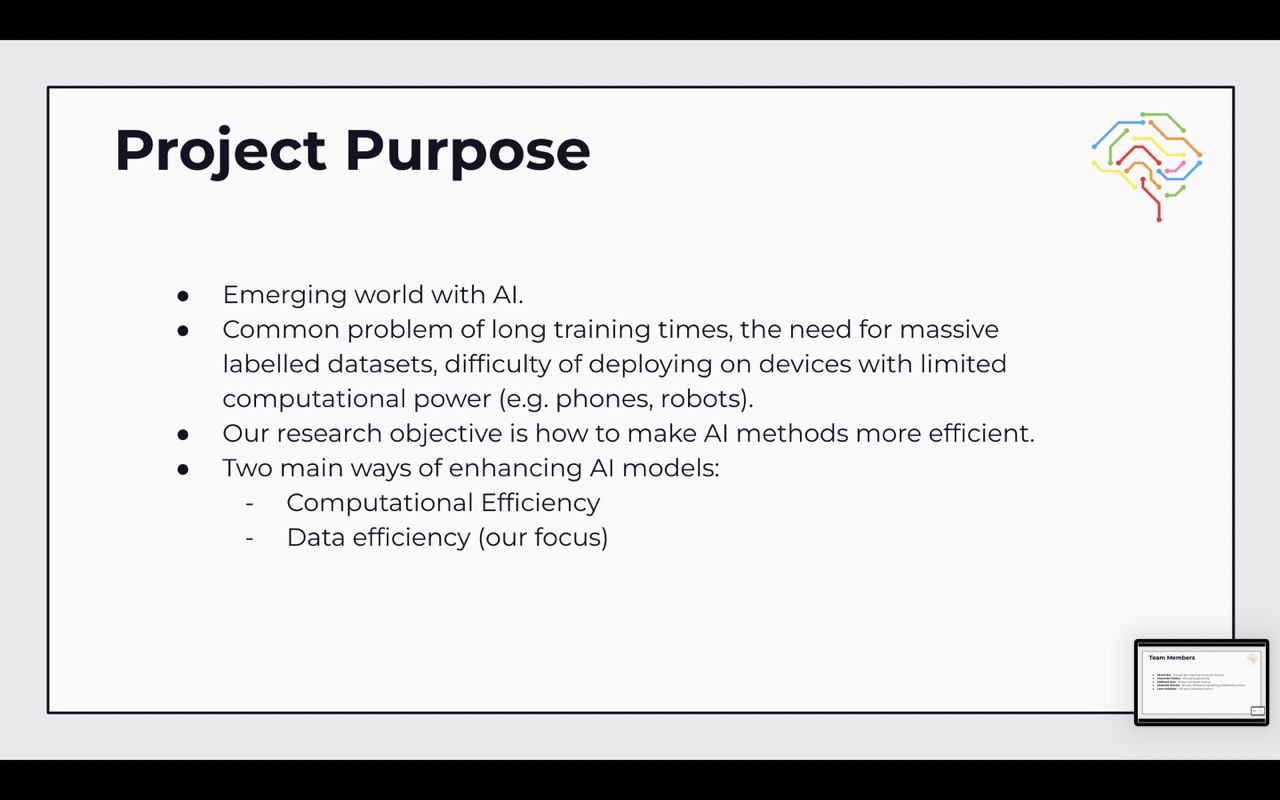 Project Purpose
● Emerging world with AI.
● Common problem of long training times, the need for massive
labelled datasets, difficulty of deploying on devices with limited
computational power (e.g. phones, robots).
● Our research objective is how to make AI methods more efficient.
● Two main ways of enhancing AI models:
- Computational Efficiency
- Data efficiency (our focus)
Team Members